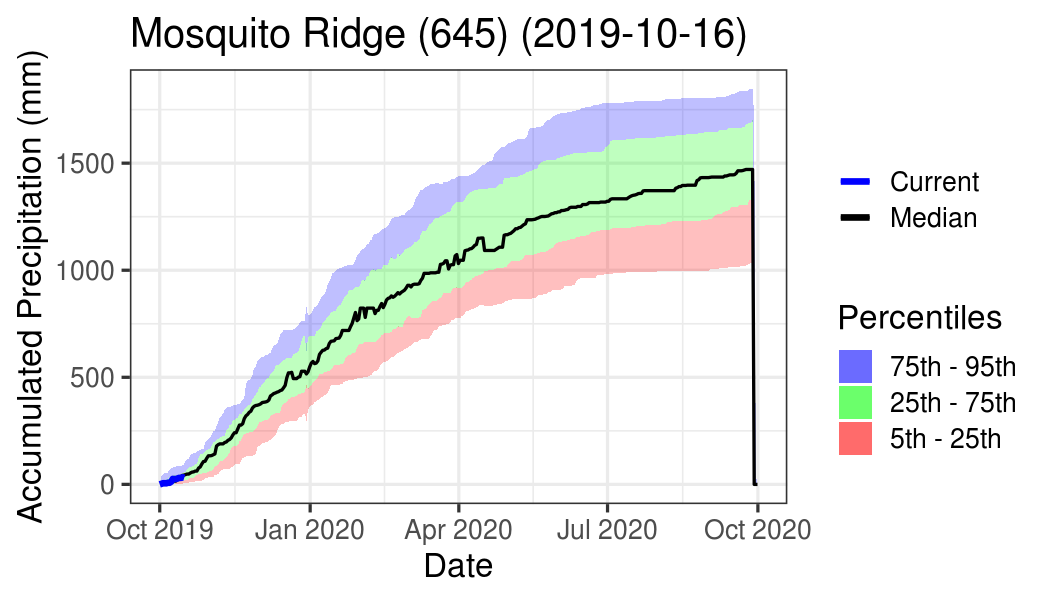 Mosquito Ridge (645) (2019-10-16)
Accumulated Precipitation (mm)
1500
1000
500
0
Oct 2019
Jan 2020
Apr 2020
Jul 2020
Oct 2020
Date
Current
Median
Percentiles
75th - 95th
25th - 75th
5th - 25th